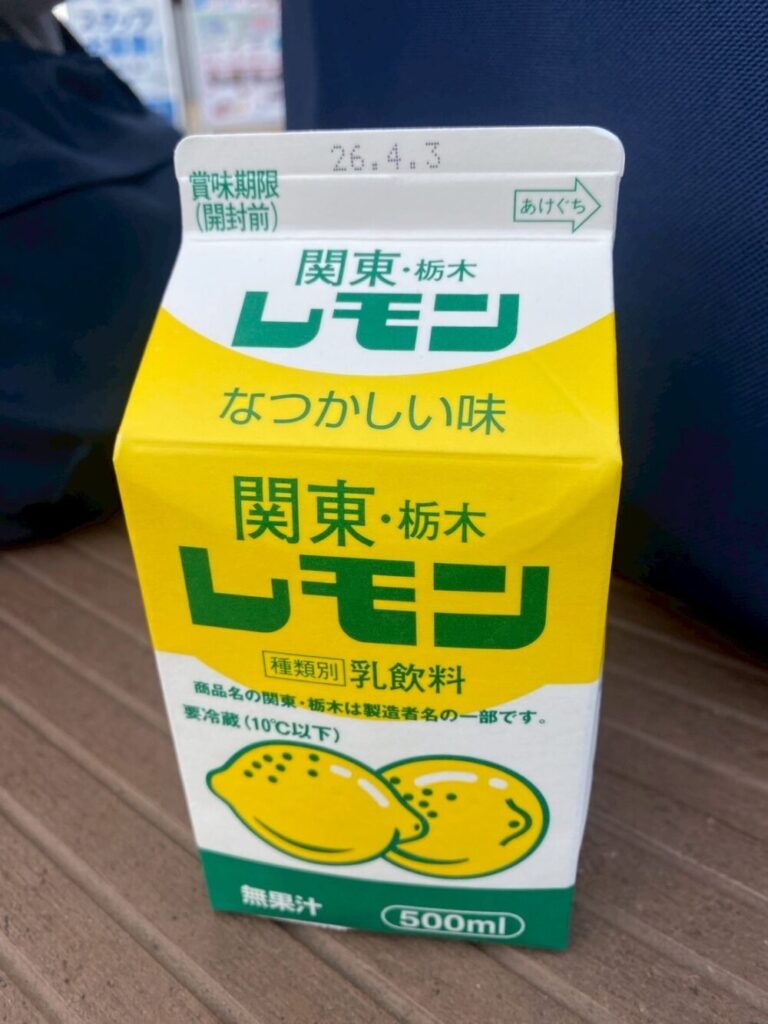 26.4.3
賞味期限
(開封前)
あけぐち
関東・栃木
レモン
なつかしい味
関東・栃木
レモン
種類別 乳飲料
商品名の関東・栃木は製造者名の一部です。
要冷蔵(10℃以下)
無果汁
500ml